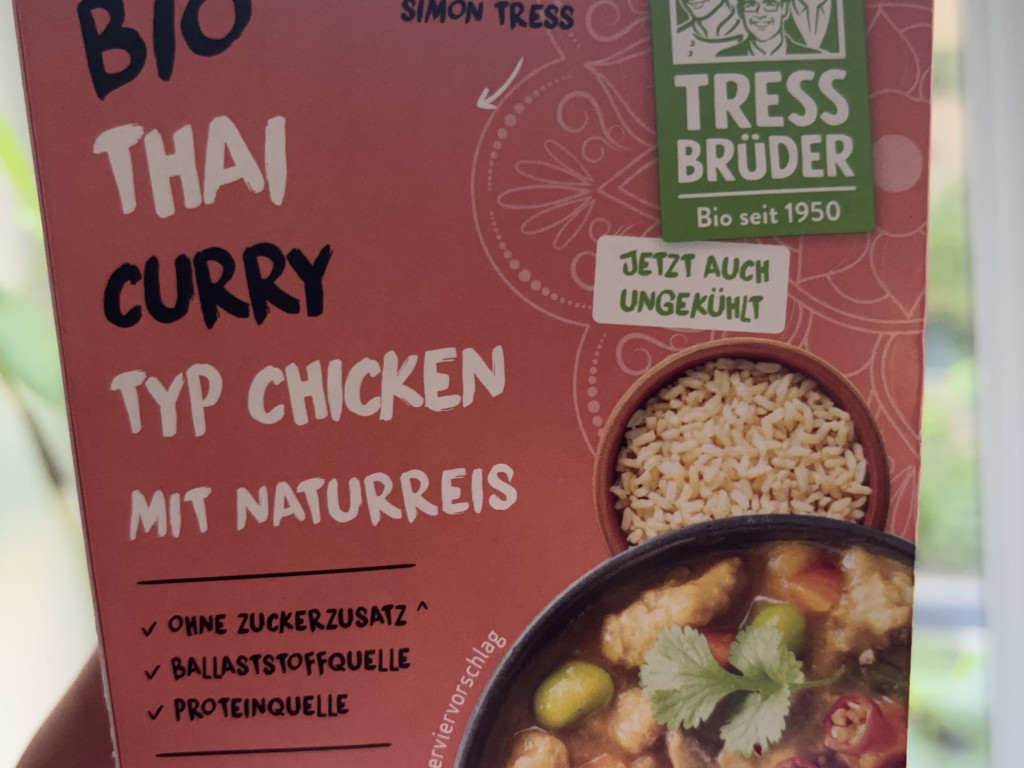 BIO
THAI
CURRY
TYP CHICKEN
MIT NATURREIS
✓ OHNE ZUCKERZUSATZ ^
✓ BALLASTSTOFFQUELLE
✓ PROTEINQUELLE
SIMON TRESS
TRESS
BRÜDER
Bio seit 1950
JETZT AUCH
UNGEKÜHLT
erviervorschlag